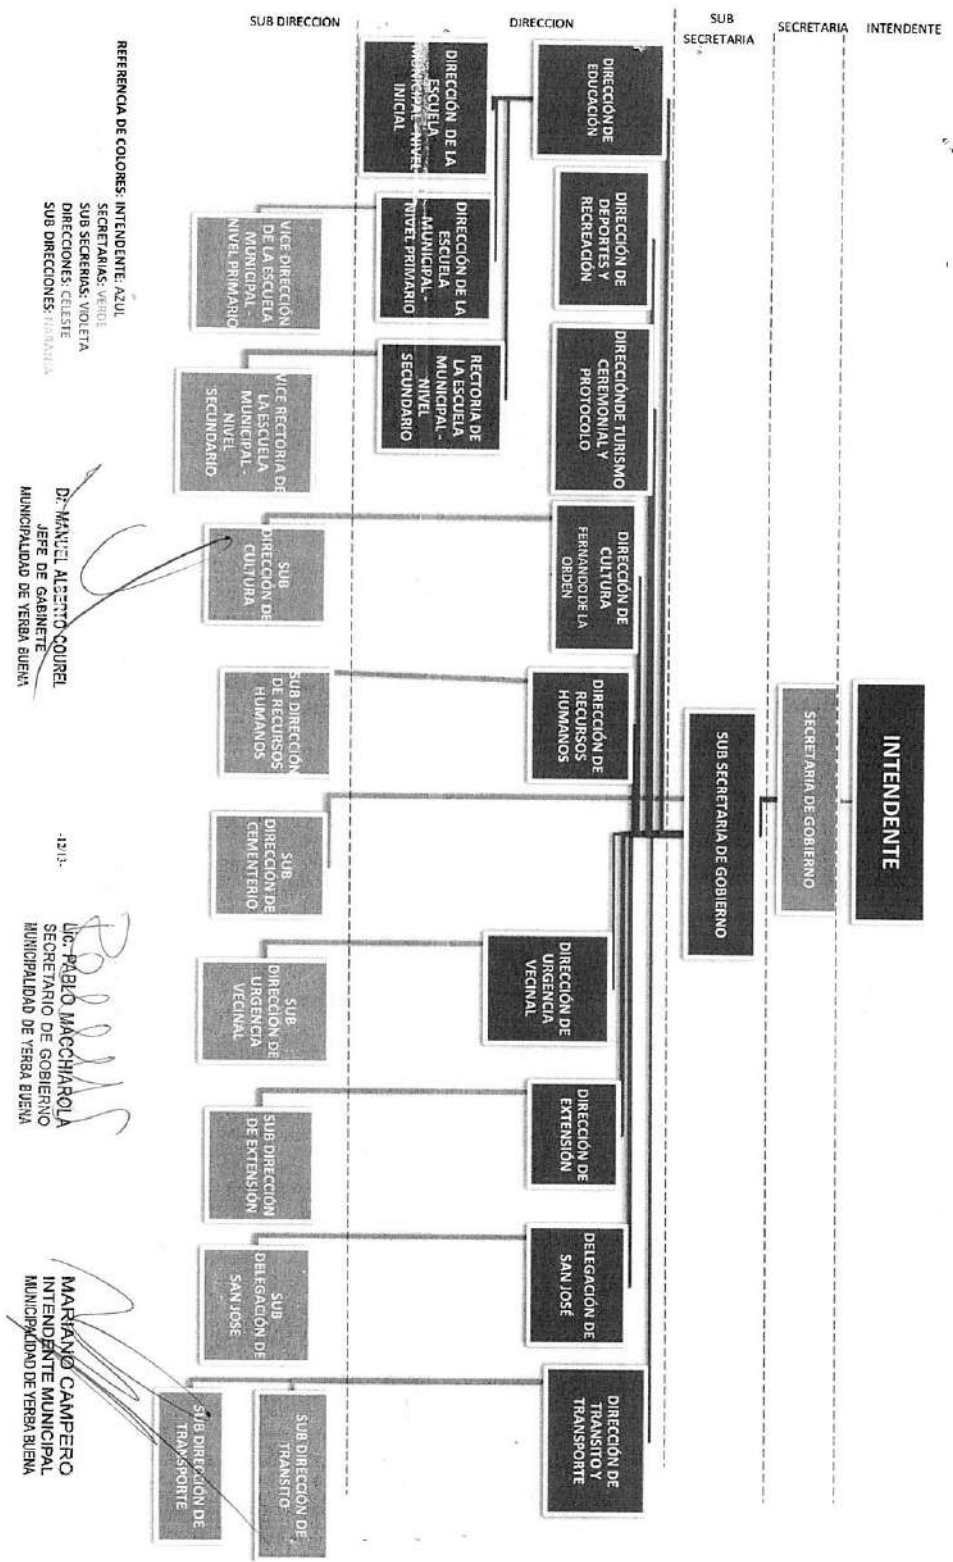 INTENDENTE
SECRETARIA
SUB
SECRETARIA
DIRECCION
SUB DIRECCION
INTENDENTE
SECRETARIA DE GOBIERNO
SUB SECRETARIA DE GOBIERNO
DIRECCIÓN DE
EDUCACIÓN
DIRECCIÓN DE
DEPORTES Y
RECREACIÓN
DIRECCIÓNDE TURISMO
CEREMONIAL Y
PROTOCOLO
DIRECCIÓN DE
CULTURA
FERNANDO DE LA
ORDEN
DIRECCIÓN DE
RECURSOS
HUMANOS
DIRECCIÓN DE
URGENCIA
VECINAL
DIRECCIÓN DE
EXTENSIÓN
DELEGACIÓN DE
SAN JOSÉ
DIRECCIÓN DE
TRANSITO Y
TRANSPORTE
DIRECCIÓN DE LA
ESCUELA
MUNICIPAL - NIVEL
INICIAL
DIRECCIÓN DE LA
ESCUELA
MUNICIPAL -
NIVEL PRIMARIO
RECTORIA DE
LA ESCUELA
MUNICIPAL -
NIVEL
SECUNDARIO
VICE DIRECCIÓN
DE LA ESCUELA
MUNICIPAL -
NIVEL PRIMARIO
VICE RECTORIA DE
LA ESCUELA
MUNICIPAL -
NIVEL
SECUNDARIO
SUB
DIRECCIÓN DE
CULTURA
SUB DIRECCIÓN
DE RECURSOS
HUMANOS
SUB
DIRECCIÓN DE
CEMENTERIO
SUB
DIRECCIÓN DE
URGENCIA
VECINAL
SUB DIRECCIÓN
DE EXTENSIÓN
SUB
DELEGACIÓN DE
SAN JOSE
SUB DIRECCIÓN DE
TRANSITO
SUB DIRECCIÓN DE
TRANSPORTE
REFERENCIA DE COLORES: INTENDENTE: AZUL
SECRETARIAS: VERDE
SUB SECRERIAS: VIOLETA
DIRECCIONES: CELESTE
SUB DIRECCIONES: NARANJA
Dr. MANUEL ALBERTO COUREL
JEFE DE GABINETE
MUNICIPALIDAD DE YERBA BUENA
-12/13-
Lic. PABLO MACCHIAROLA
SECRETARIO DE GOBIERNO
MUNICIPALIDAD DE YERBA BUENA
MARIANO CAMPERO
INTENDENTE MUNICIPAL
MUNICIPALIDAD DE YERBA BUENA